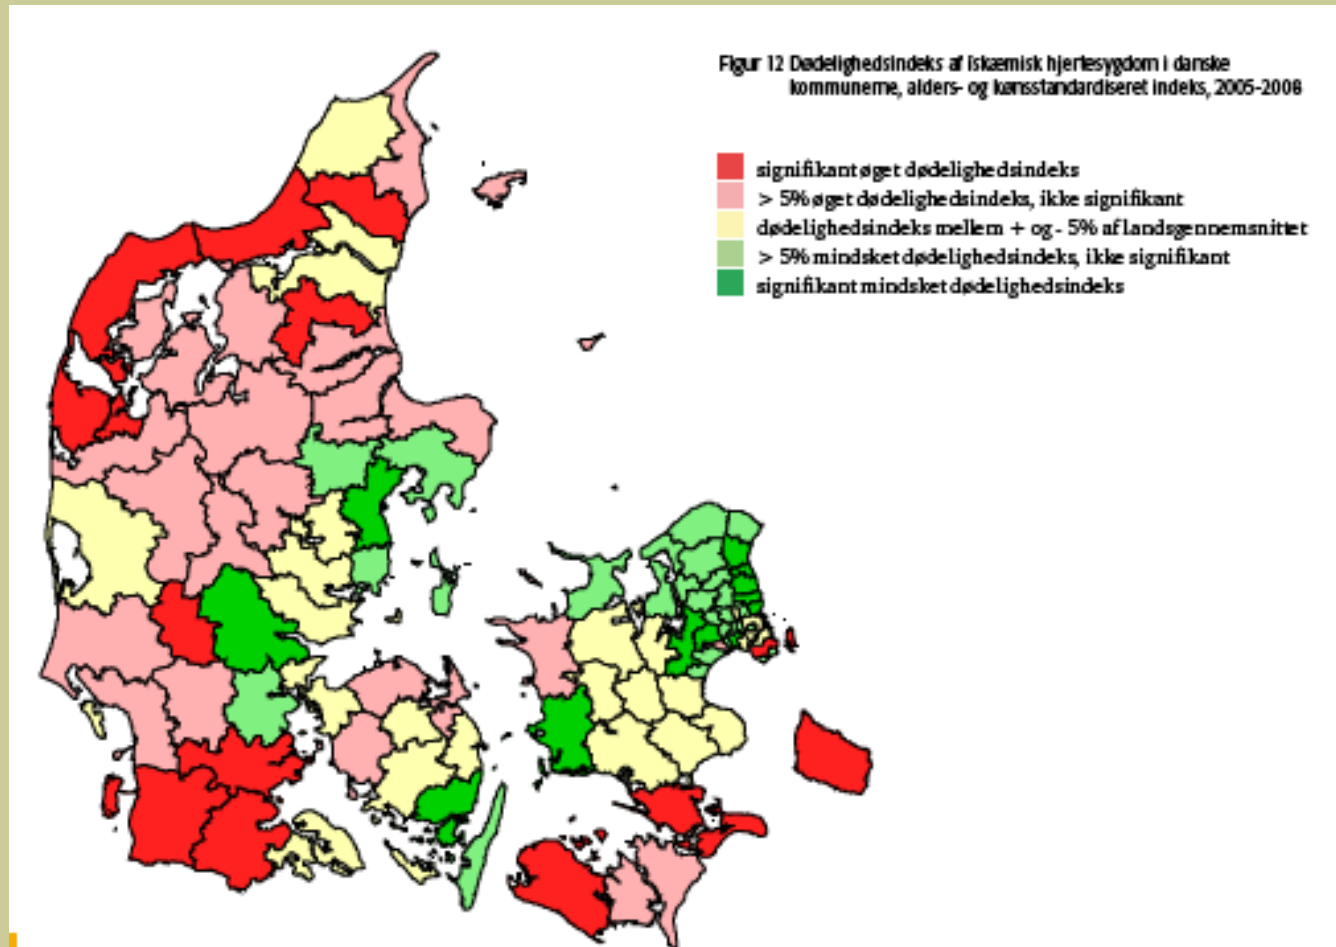 Figur 12 Dødelighedsindeks af iskæmisk hjertesygdom i danske
kommunerne, alders- og kønsstandardiseret indeks, 2005-2008
signifikant øget dødelighedsindeks
> 5% øget dødelighedsindeks, ikke signifikant
dødelighedsindeks mellem + og - 5% af landsgennemsnittet
> 5% mindsket dødelighedsindeks, ikke signifikant
signifikant mindsket dødelighedsindeks